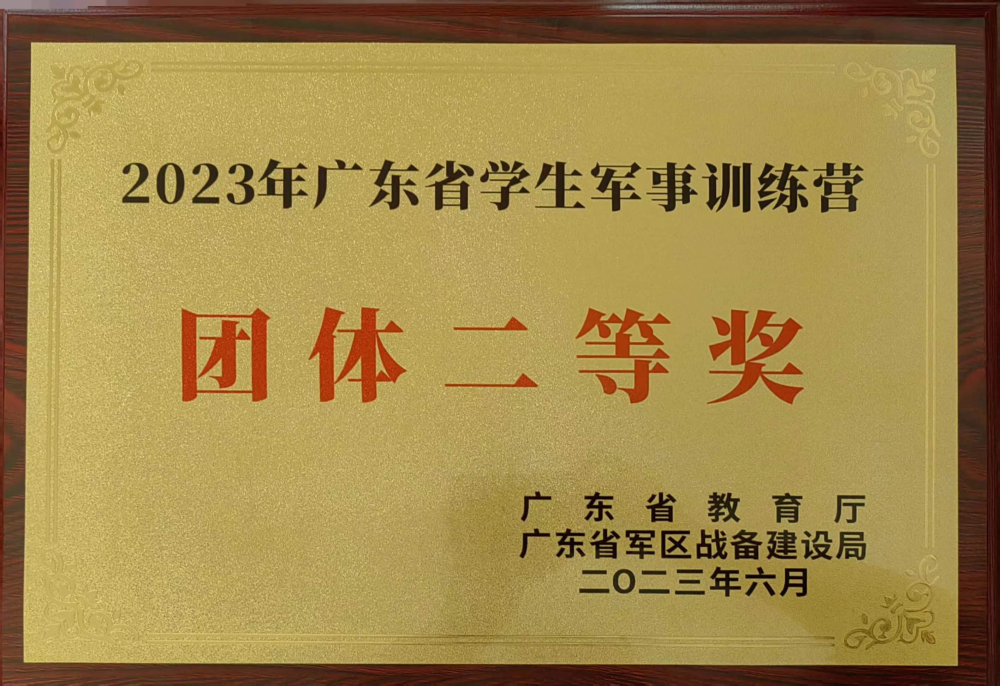 2023年广东省学生军事训练营
团体二等奖
广东省教育厅
广东省军区战备建设局
二〇二三年六月